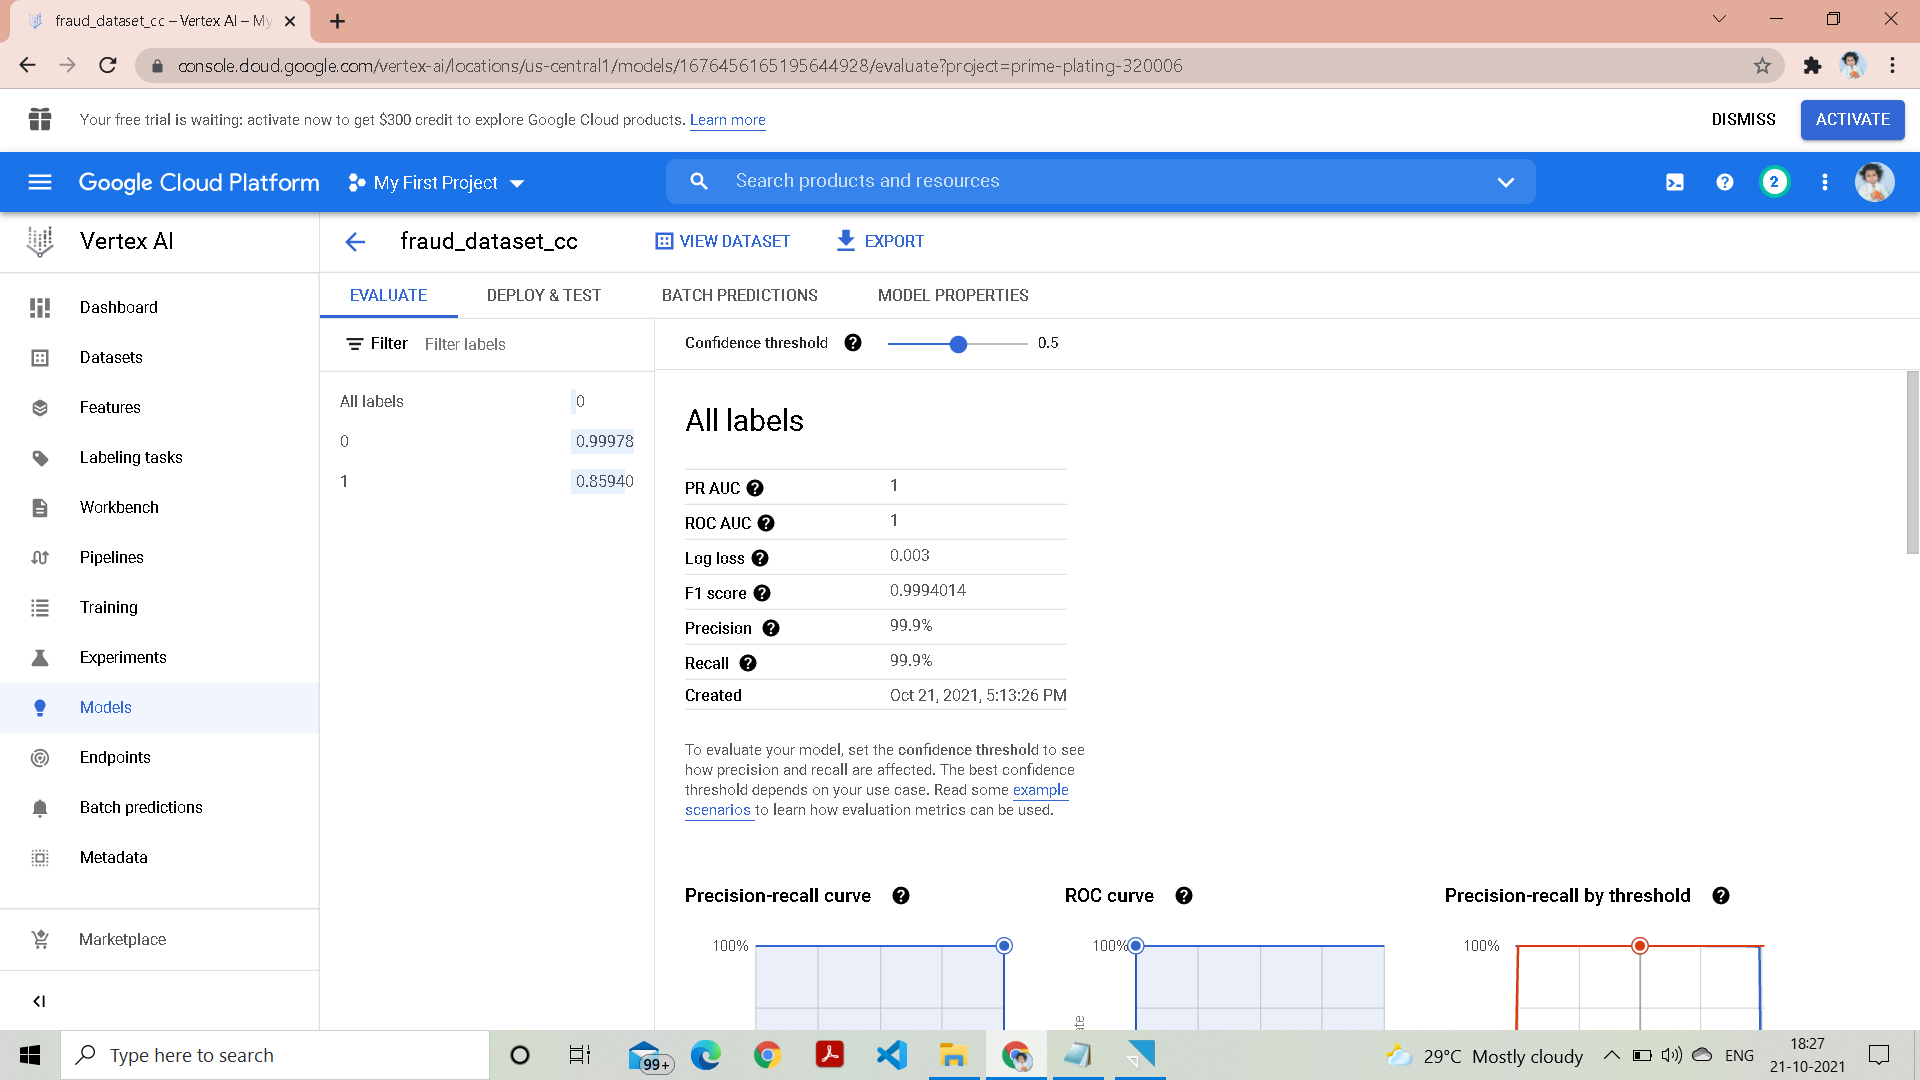 fraud_dataset_cc – Vertex AI – My
console.cloud.google.com/vertex-ai/locations/us-central1/models/1676456165195644928/evaluate?project=prime-plating-320006
Your free trial is waiting: activate now to get $300 credit to explore Google Cloud products. Learn more
DISMISS
ACTIVATE
Google Cloud Platform
My First Project
Search products and resources
2
Vertex AI
fraud_dataset_cc
VIEW DATASET
EXPORT
Dashboard
Datasets
Features
Labeling tasks
Workbench
Pipelines
Training
Experiments
Models
Endpoints
Batch predictions
Metadata
Marketplace
EVALUATE
DEPLOY & TEST
BATCH PREDICTIONS
MODEL PROPERTIES
Filter Filter labels
All labels 0
0 0.99978
1 0.85940
Confidence threshold 0.5
All labels
PR AUC 1
ROC AUC 1
Log loss 0.003
F1 score 0.9994014
Precision 99.9%
Recall 99.9%
Created Oct 21, 2021, 5:13:26 PM
To evaluate your model, set the confidence threshold to see
how precision and recall are affected. The best confidence
threshold depends on your use case. Read some example
scenarios to learn how evaluation metrics can be used.
Precision-recall curve
100%
ROC curve
100%
Precision-recall by threshold
100%
Type here to search
99+
29°C Mostly cloudy
ENG
18:27
21-10-2021